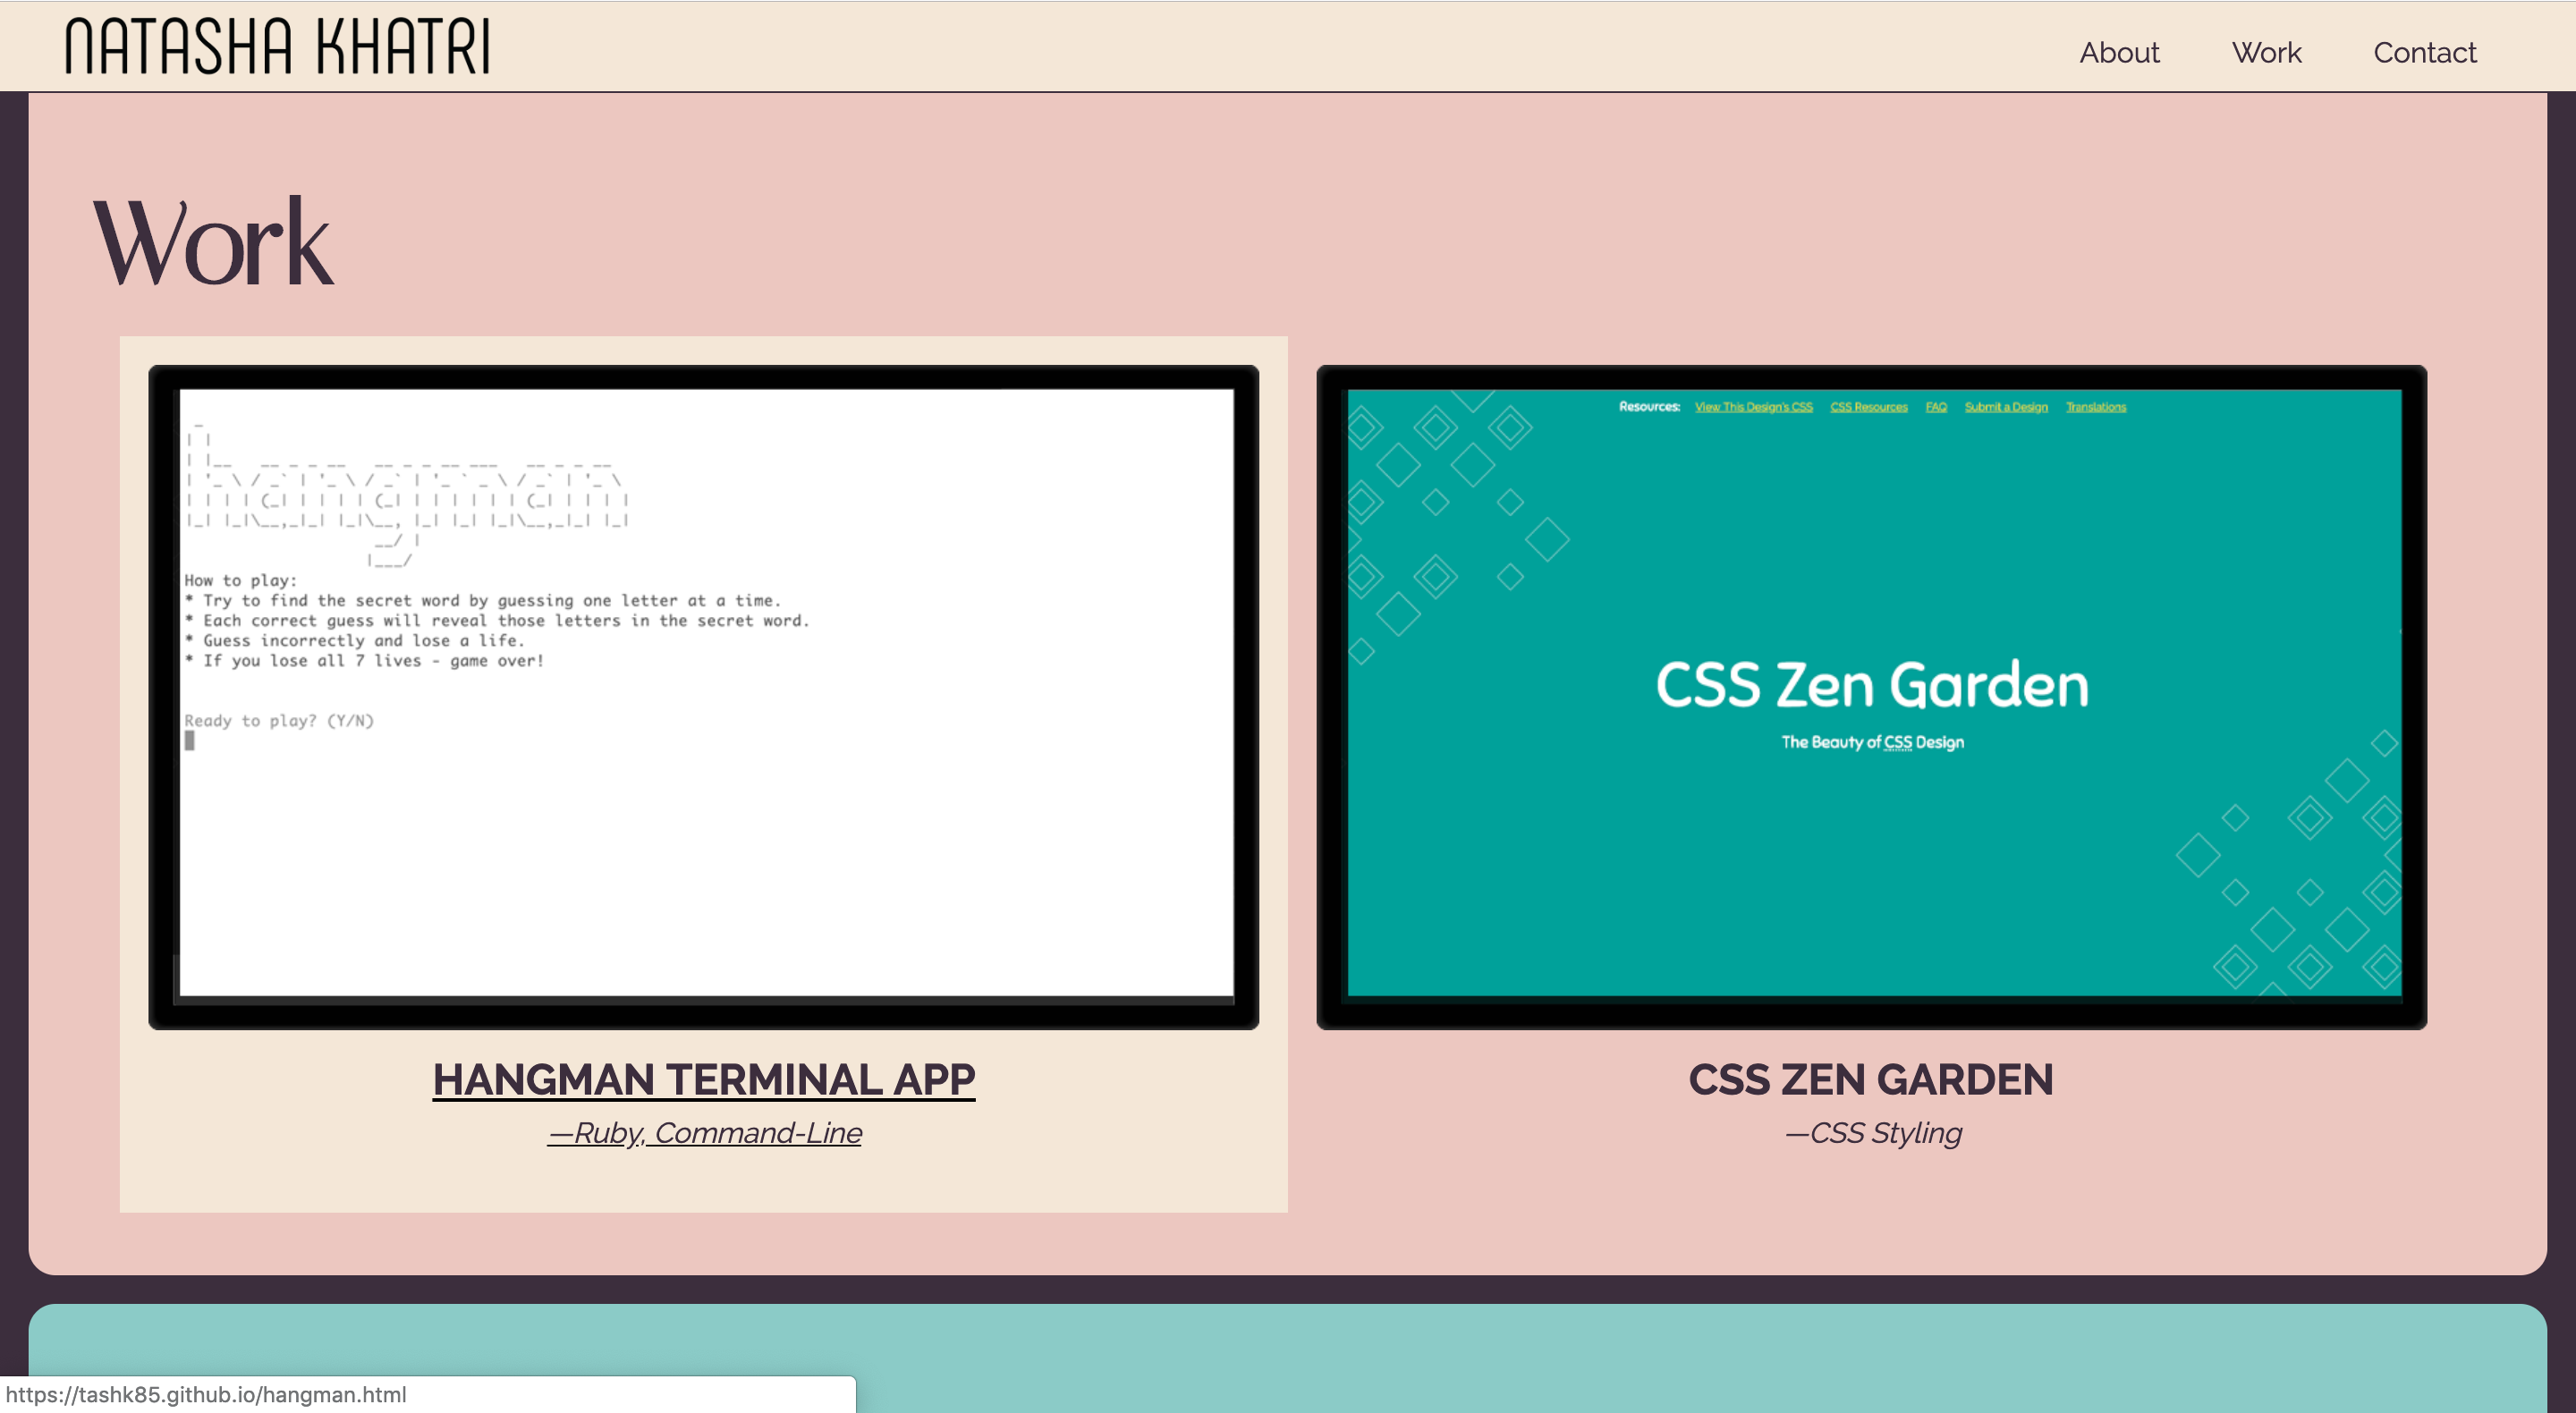 NATASHA KHATRI
About Work Contact
Work
hangman
How to play:
* Try to find the secret word by guessing one letter at a time.
* Each correct guess will reveal those letters in the secret word.
* Guess incorrectly and lose a life.
* If you lose all 7 lives - game over!
Ready to play? (Y/N)
HANGMAN TERMINAL APP
—Ruby, Command-Line
Resources: View This Design's CSS CSS Resources FAQ Submit a Design Translations
CSS Zen Garden
The Beauty of CSS Design
CSS ZEN GARDEN
—CSS Styling
https://tashk85.github.io/hangman.html